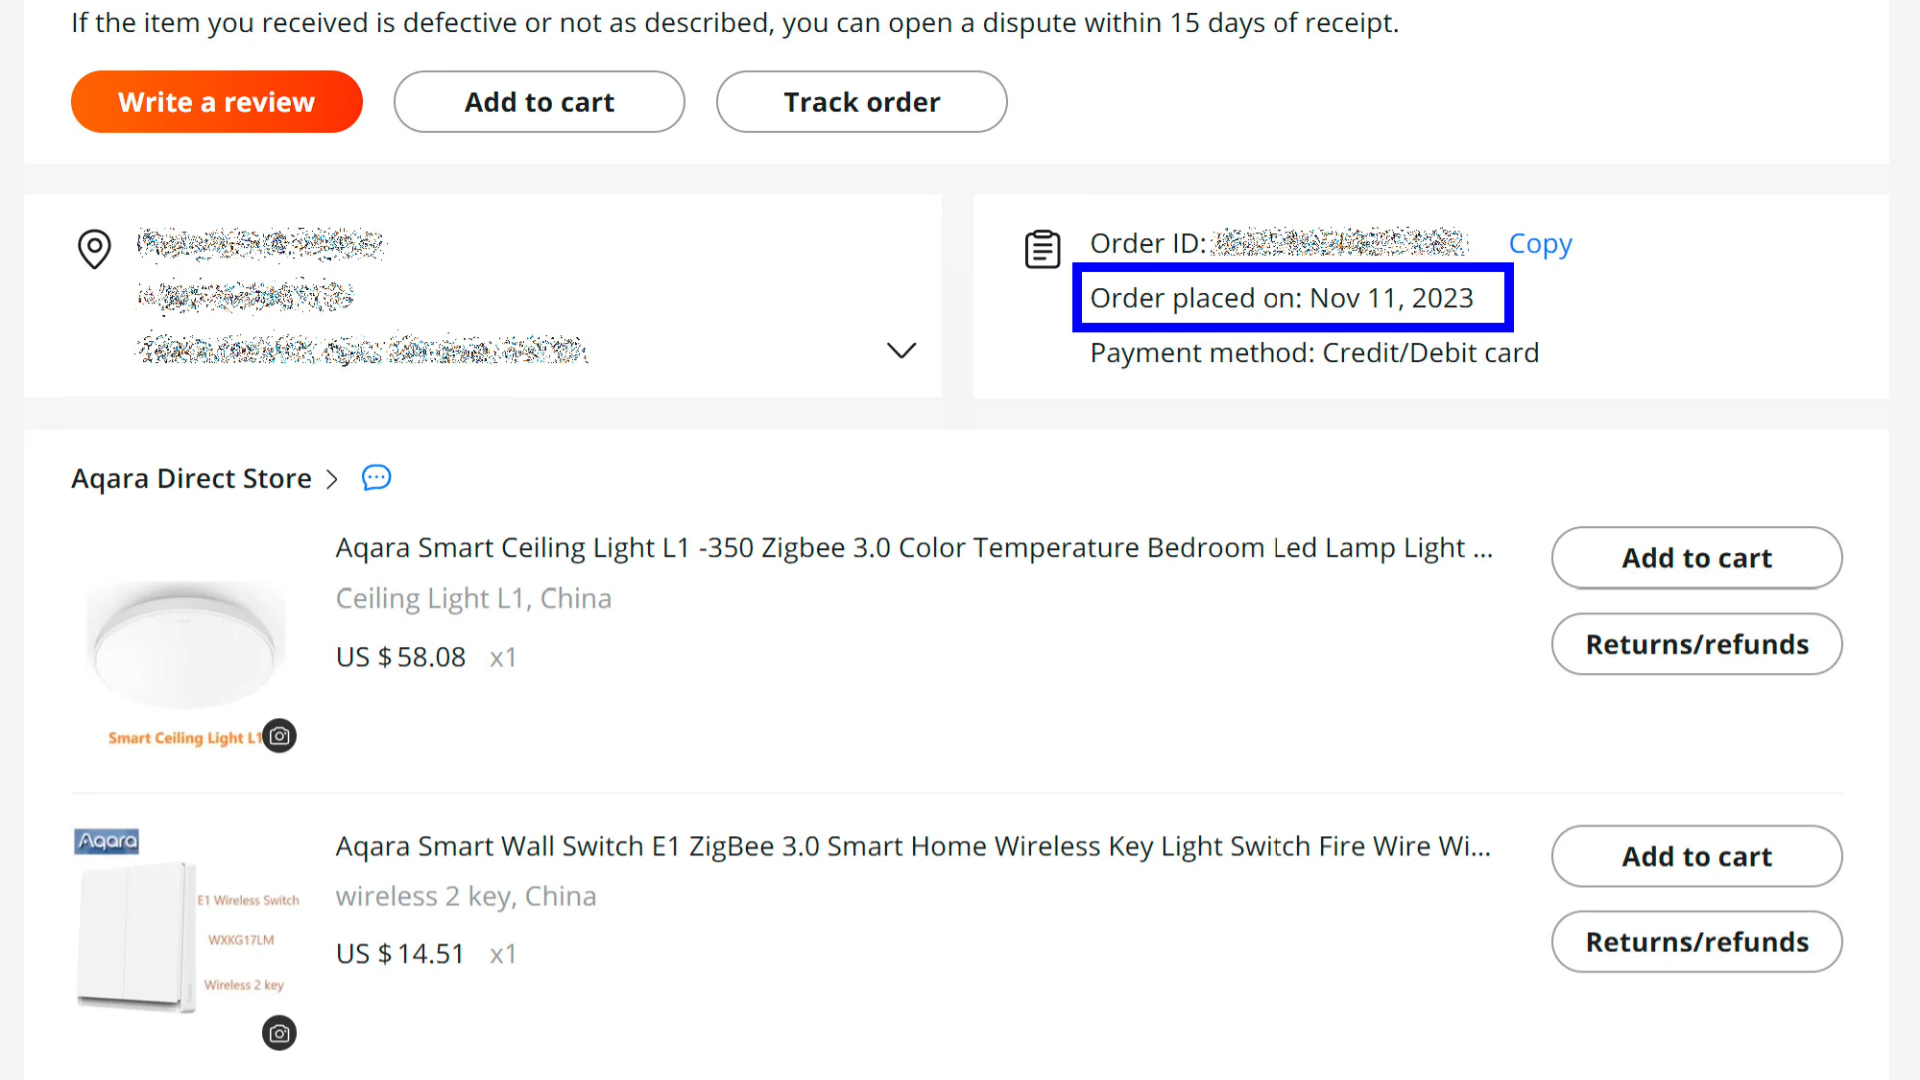 If the item you received is defective or not as described, you can open a dispute within 15 days of receipt.
Write a review
Add to cart
Track order
Order ID:
Copy
Order placed on: Nov 11, 2023
Payment method: Credit/Debit card
Aqara Direct Store
Aqara Smart Ceiling Light L1 -350 Zigbee 3.0 Color Temperature Bedroom Led Lamp Light ...
Ceiling Light L1, China
US $58.08 x1
Add to cart
Returns/refunds
Smart Ceiling Light L1
Aqara
E1 Wireless Switch
WXKG17LM
Wireless 2 key
Aqara Smart Wall Switch E1 ZigBee 3.0 Smart Home Wireless Key Light Switch Fire Wire Wi...
wireless 2 key, China
US $14.51 x1
Add to cart
Returns/refunds